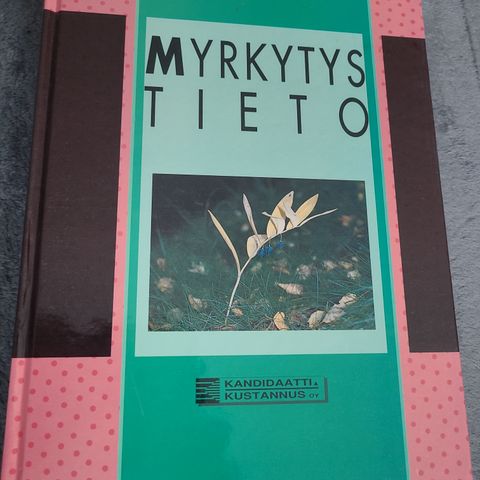 MYRKYTYS
TIETO
KANDIDAATTI
KUSTANNUS OY